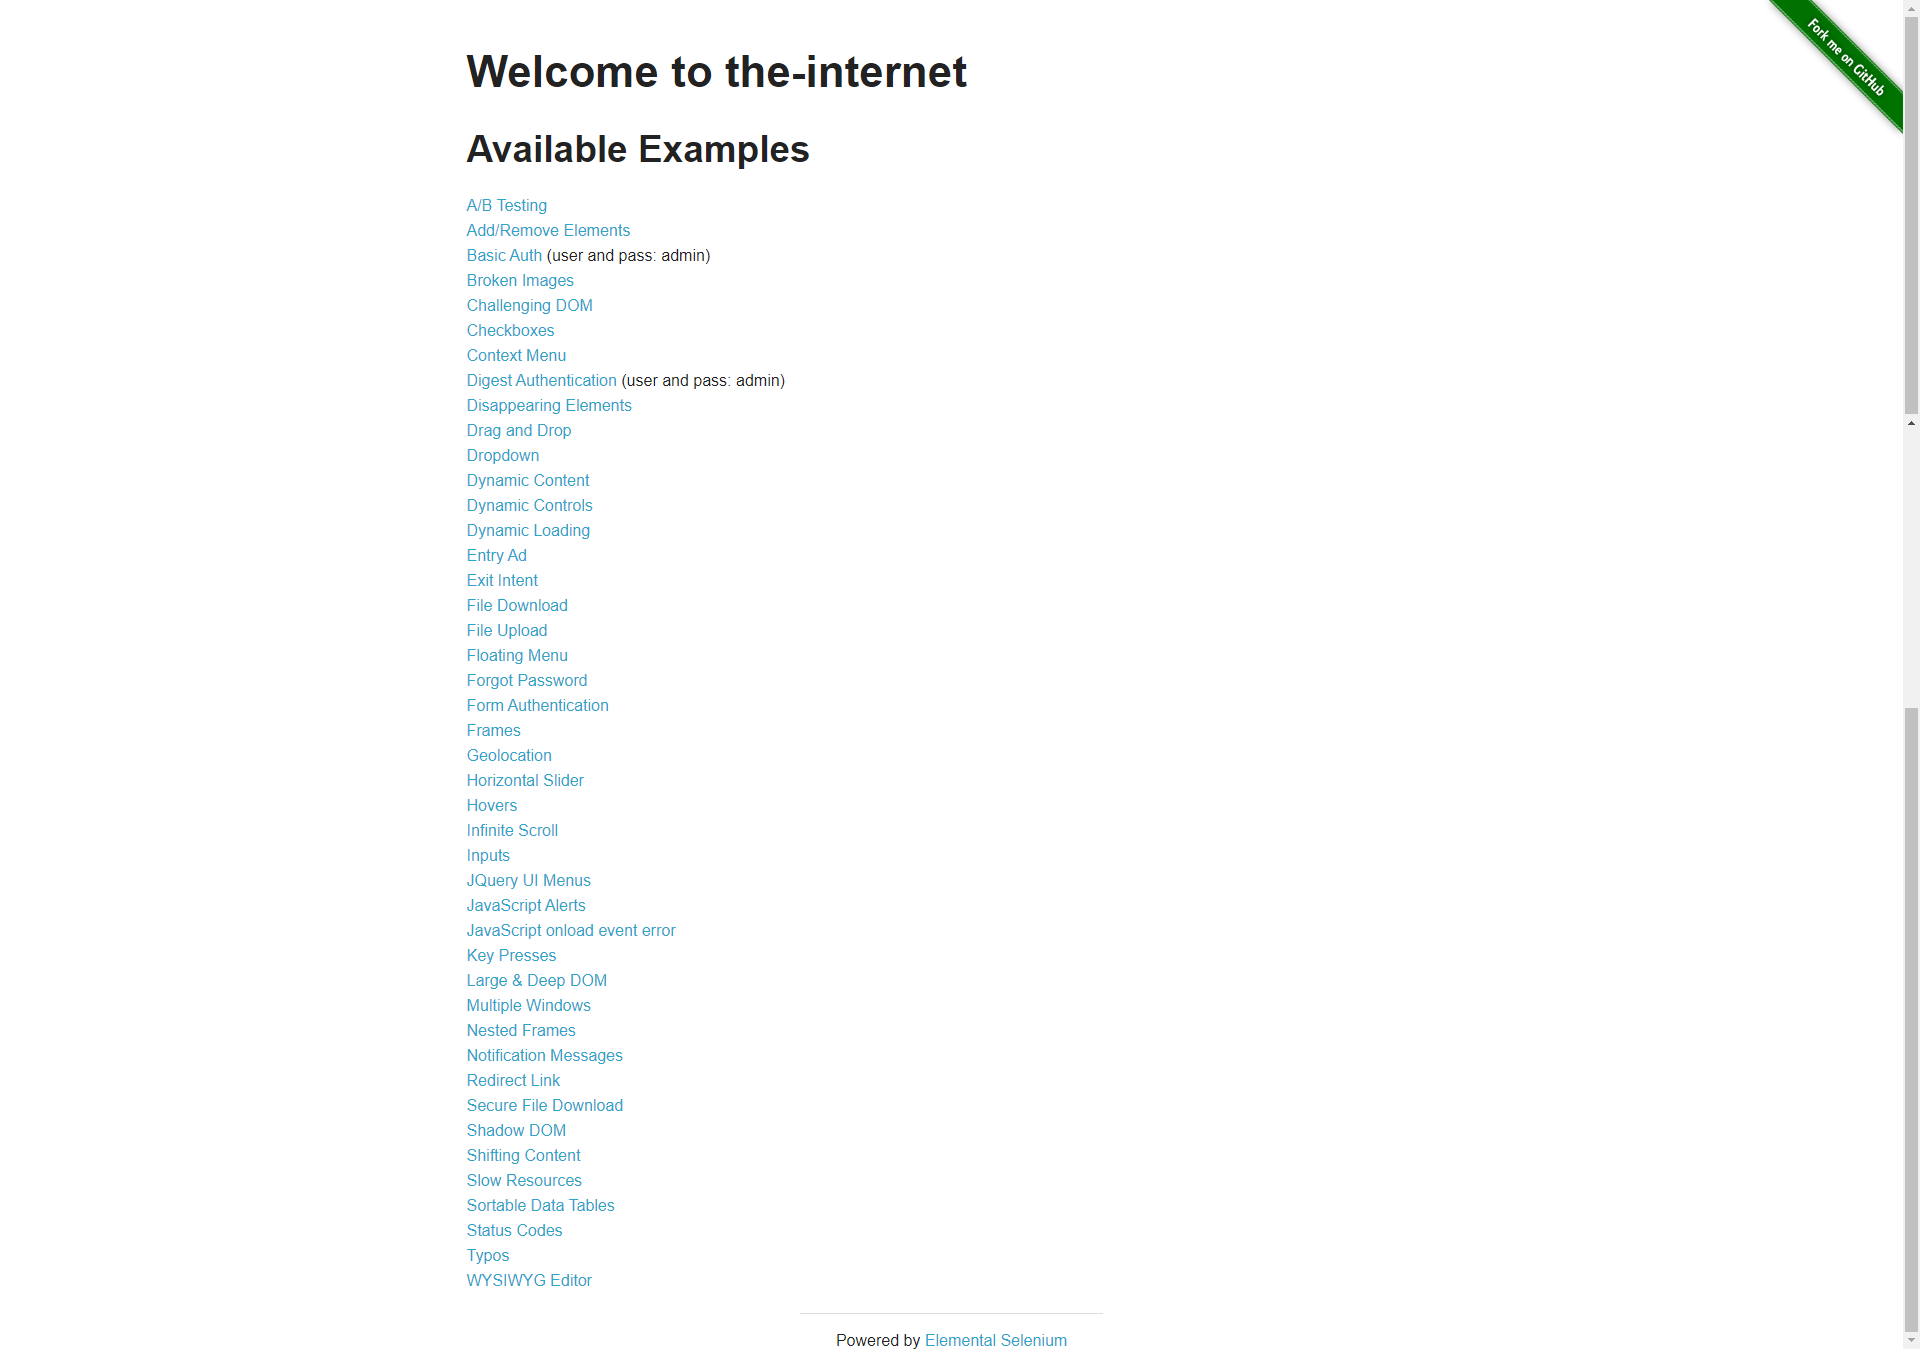 Fork me on GitHub
Welcome to the-internet
Available Examples
A/B Testing
Add/Remove Elements
Basic Auth (user and pass: admin)
Broken Images
Challenging DOM
Checkboxes
Context Menu
Digest Authentication (user and pass: admin)
Disappearing Elements
Drag and Drop
Dropdown
Dynamic Content
Dynamic Controls
Dynamic Loading
Entry Ad
Exit Intent
File Download
File Upload
Floating Menu
Forgot Password
Form Authentication
Frames
Geolocation
Horizontal Slider
Hovers
Infinite Scroll
Inputs
JQuery UI Menus
JavaScript Alerts
JavaScript onload event error
Key Presses
Large & Deep DOM
Multiple Windows
Nested Frames
Notification Messages
Redirect Link
Secure File Download
Shadow DOM
Shifting Content
Slow Resources
Sortable Data Tables
Status Codes
Typos
WYSIWYG Editor
Powered by Elemental Selenium